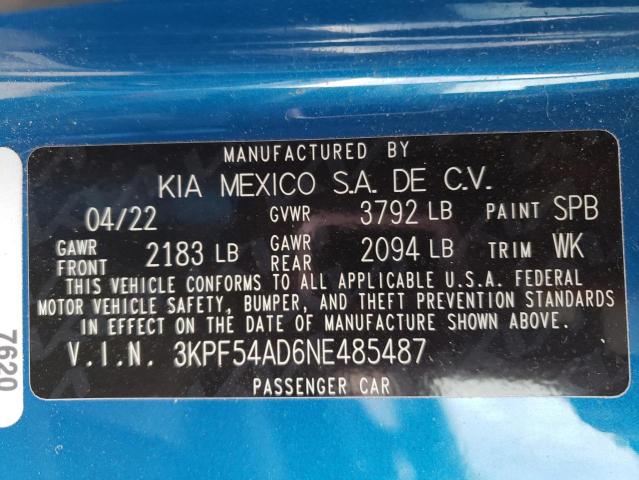 MANUFACTURED BY
KIA MEXICO S.A. DE C.V.
04/22 GVWR 3792 LB PAINT SPB
GAWR FRONT 2183 LB GAWR REAR 2094 LB TRIM WK
THIS VEHICLE CONFORMS TO ALL APPLICABLE U.S.A. FEDERAL
MOTOR VEHICLE SAFETY, BUMPER, AND THEFT PREVENTION STANDARDS
IN EFFECT ON THE DATE OF MANUFACTURE SHOWN ABOVE.
V.I.N. 3KPF54AD6NE485487
PASSENGER CAR
7620